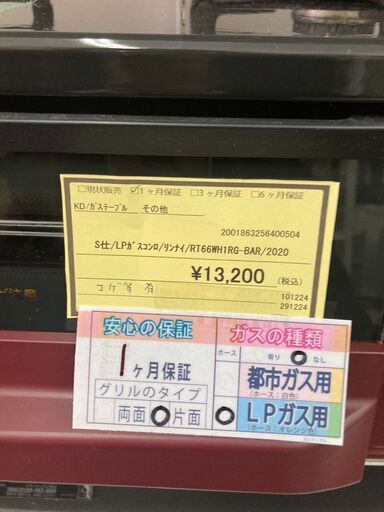 □現状販売 ☑1ヶ月保証 □3ヶ月保証 □6ヶ月保証
KD/ガステーブル その他
2001863256400504
S仕/LPガスコンロ/リンナイ/RT66WH1RG-BAR/2020
¥13,200 (税込)
コゲ等 有
101224
291224
安心の保証
1ヶ月保証
グリルのタイプ
両面 片面
ガスの種類
ホース 有り なし
都市ガス用
(ホース:白色)
LPガス用
(ホース:オレンジ色)